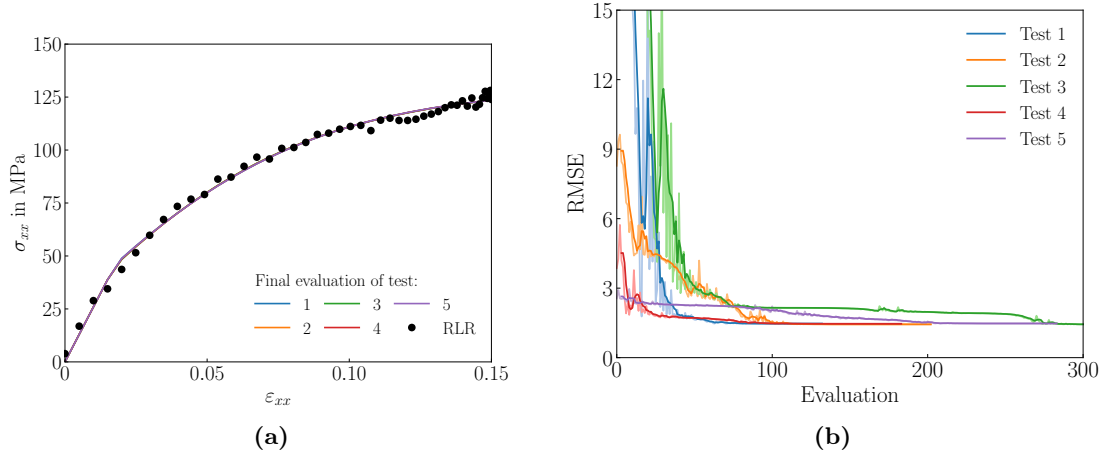 150
125
100
75
50
25
0
σxx in MPa
Final evaluation of test:
1 3 5
2 4 RLR
0 0.05 0.10 0.15
εxx
(a)
15
12
9
6
3
0
RMSE
Test 1
Test 2
Test 3
Test 4
Test 5
0 100 200 300
Evaluation
(b)